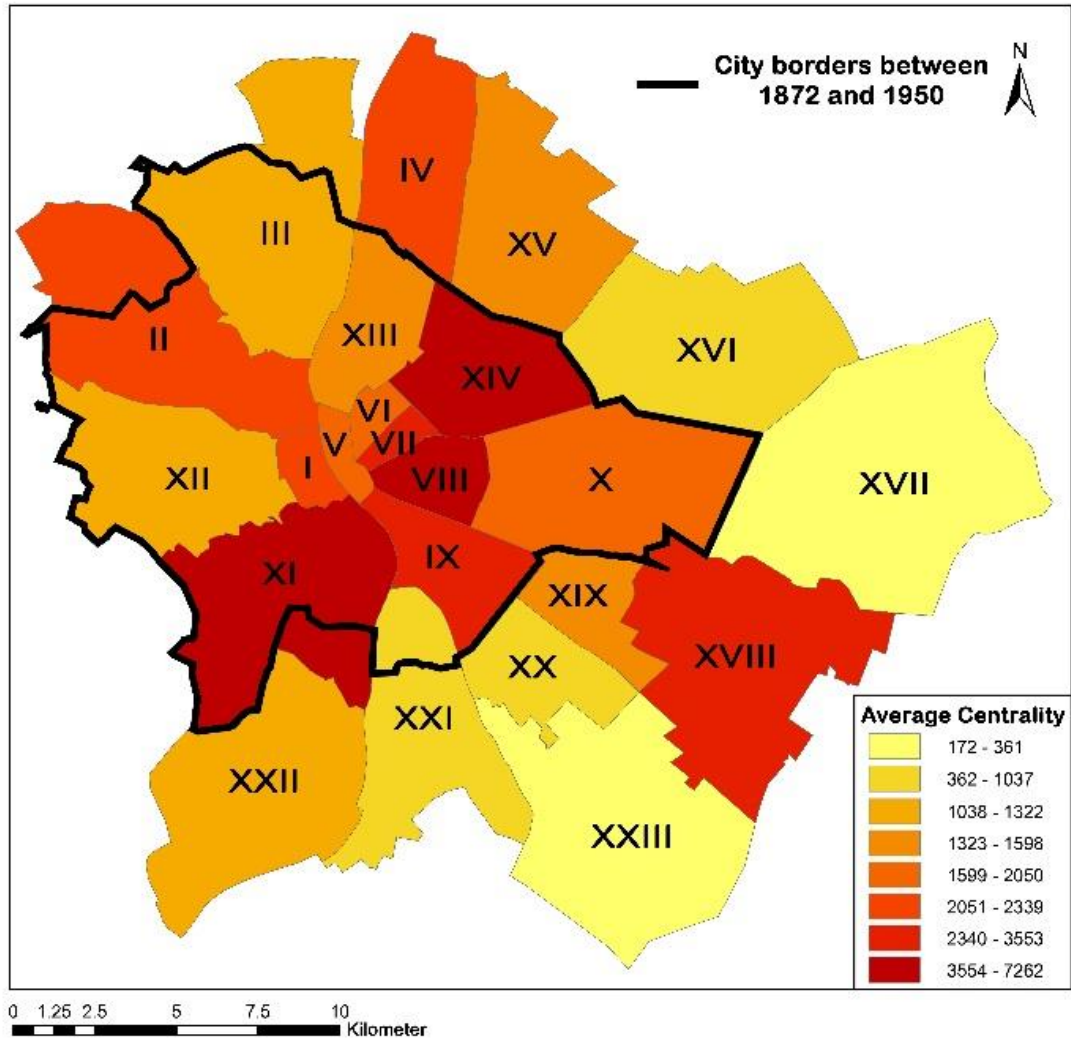 City borders between
1872 and 1950
N
IV
III
XV
XIII
II
XVI
XIV
VI
V
VII
I
XII
VIII
X
XVII
XI
IX
XIX
XVIII
XX
XXI
XXII
XXIII
Average Centrality
172 - 361
362 - 1037
1038 - 1322
1323 - 1598
1599 - 2050
2051 - 2339
2340 - 3553
3554 - 7262
0 1.25 2.5 5 7.5 10
Kilometer